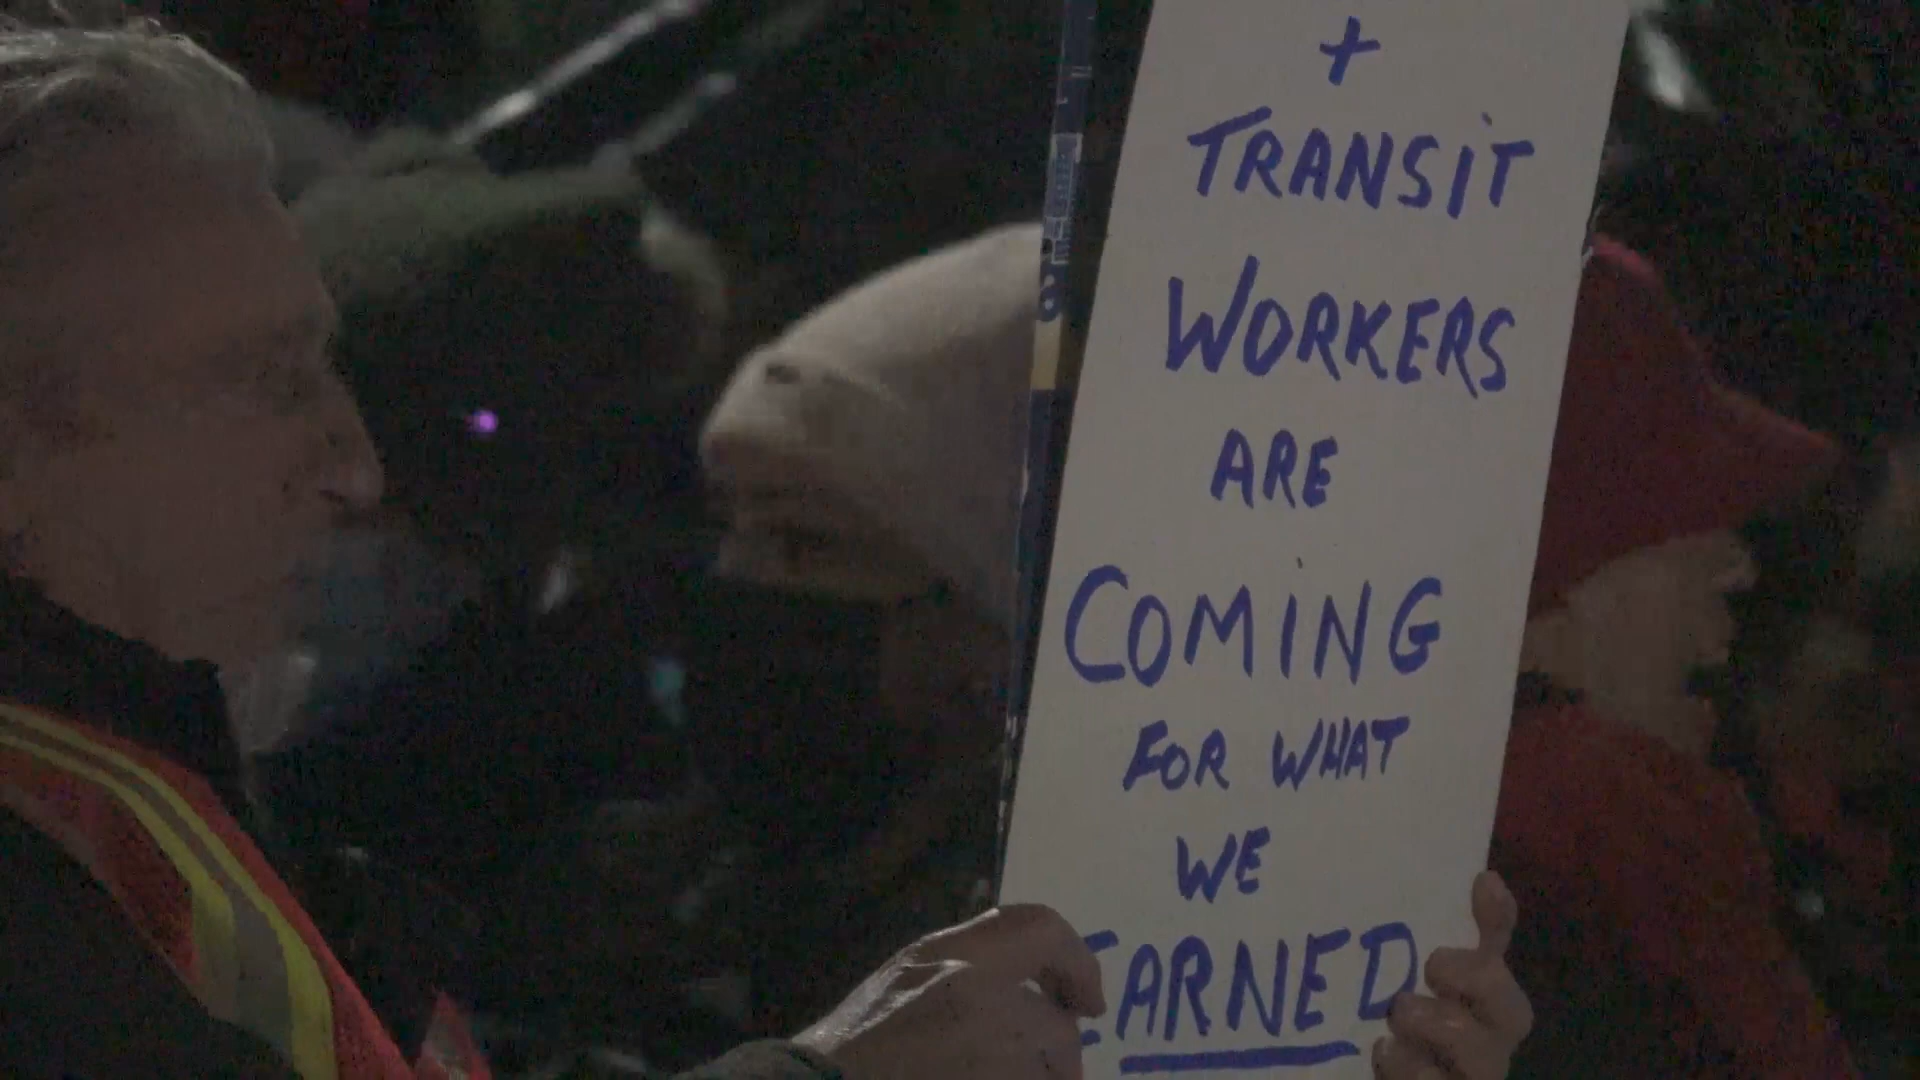 +
TRANSiT
WORKERS
ARE
COMiNG
FOR WHAT
WE
EARNED